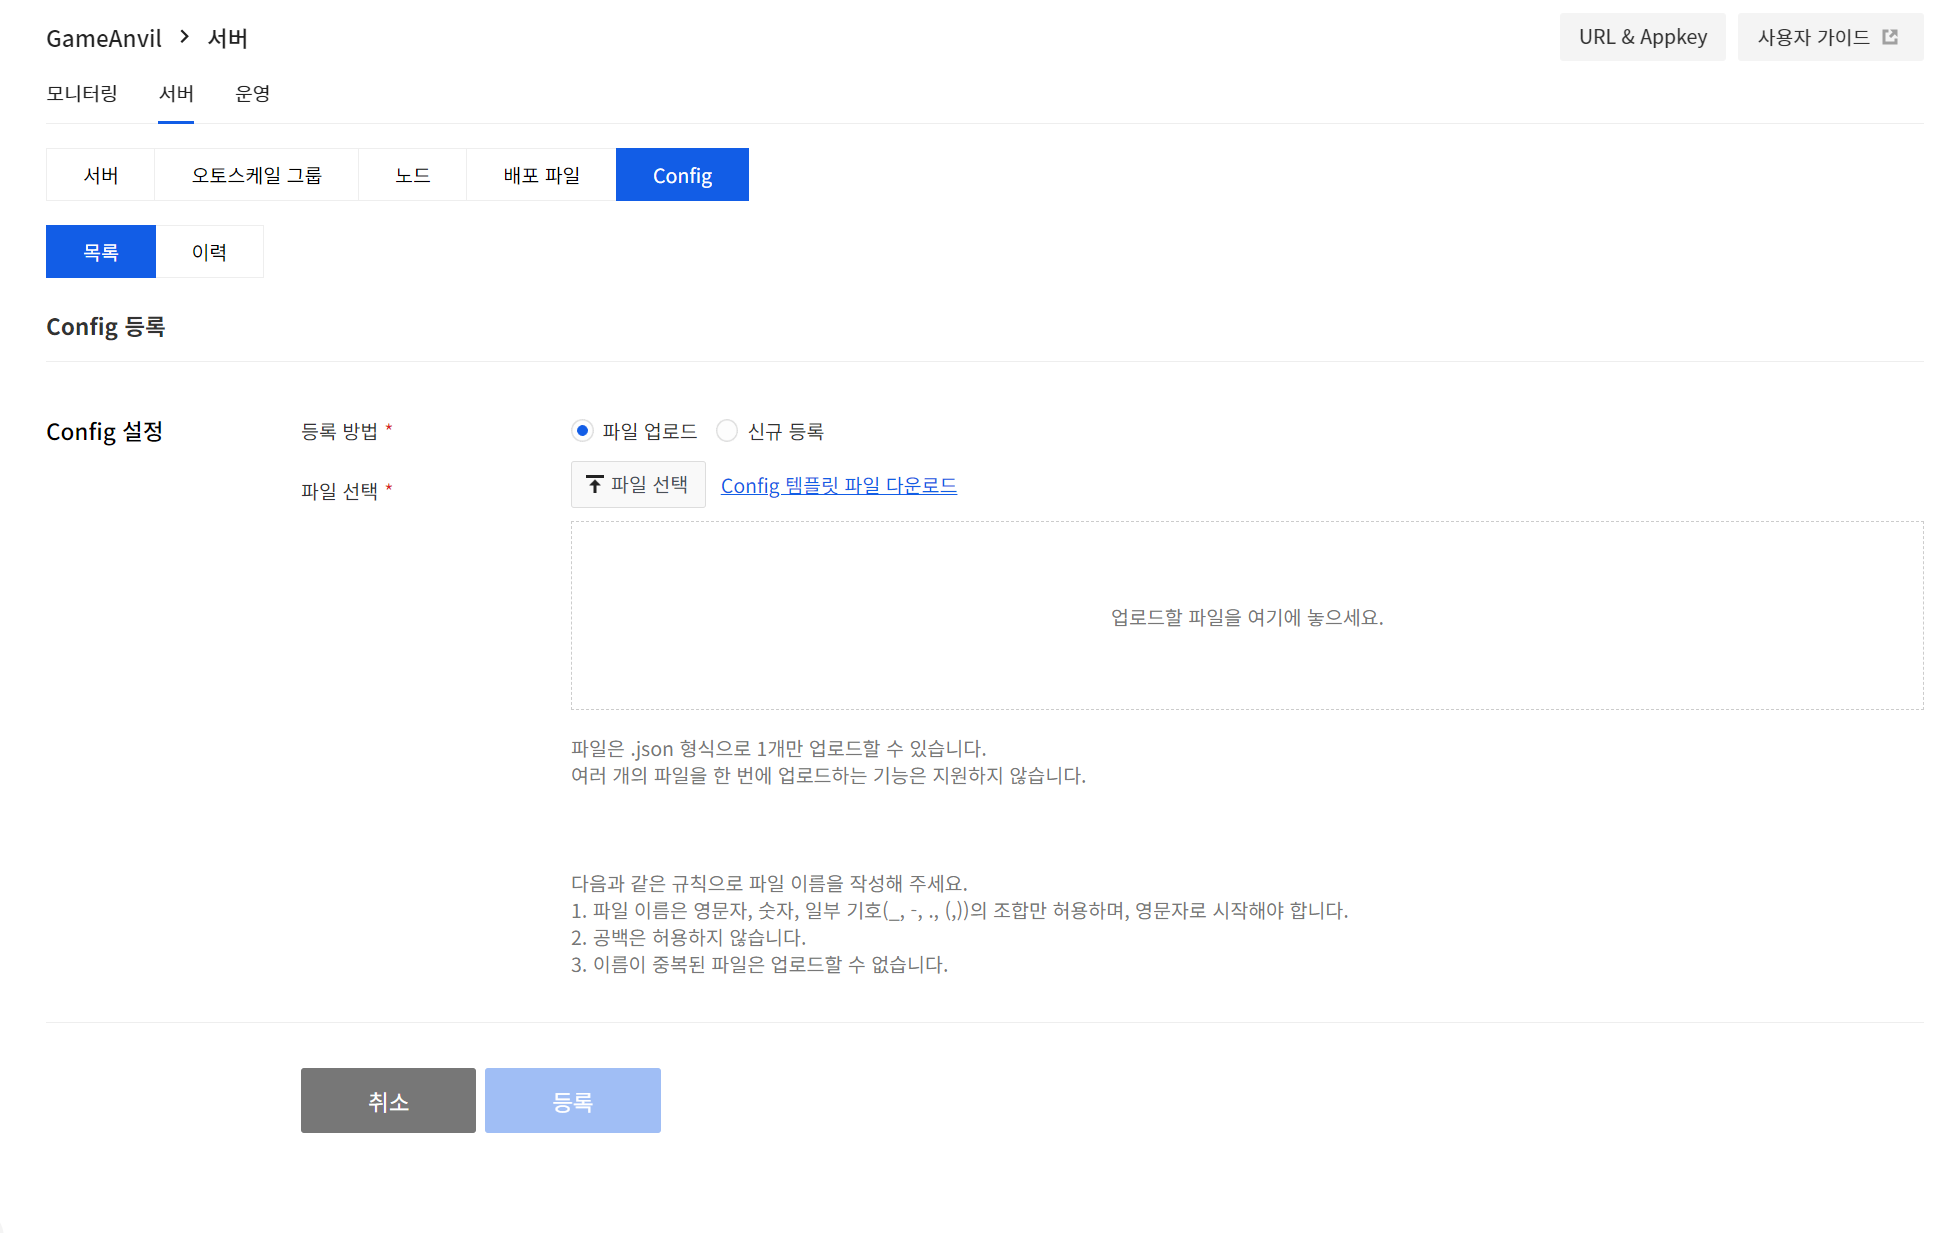 GameAnvil > 서버
URL & Appkey
사용자 가이드
모니터링 서버 운영
서버 오토스케일 그룹 노드 배포 파일 Config
목록 이력
Config 등록
Config 설정
등록 방법 *
파일 업로드 신규 등록
파일 선택 *
파일 선택 Config 템플릿 파일 다운로드
업로드할 파일을 여기에 놓으세요.
파일은 .json 형식으로 1개만 업로드할 수 있습니다.
여러 개의 파일을 한 번에 업로드하는 기능은 지원하지 않습니다.
다음과 같은 규칙으로 파일 이름을 작성해 주세요.
1. 파일 이름은 영문자, 숫자, 일부 기호(_, -, ., (,))의 조합만 허용하며, 영문자로 시작해야 합니다.
2. 공백은 허용하지 않습니다.
3. 이름이 중복된 파일은 업로드할 수 없습니다.
취소 등록